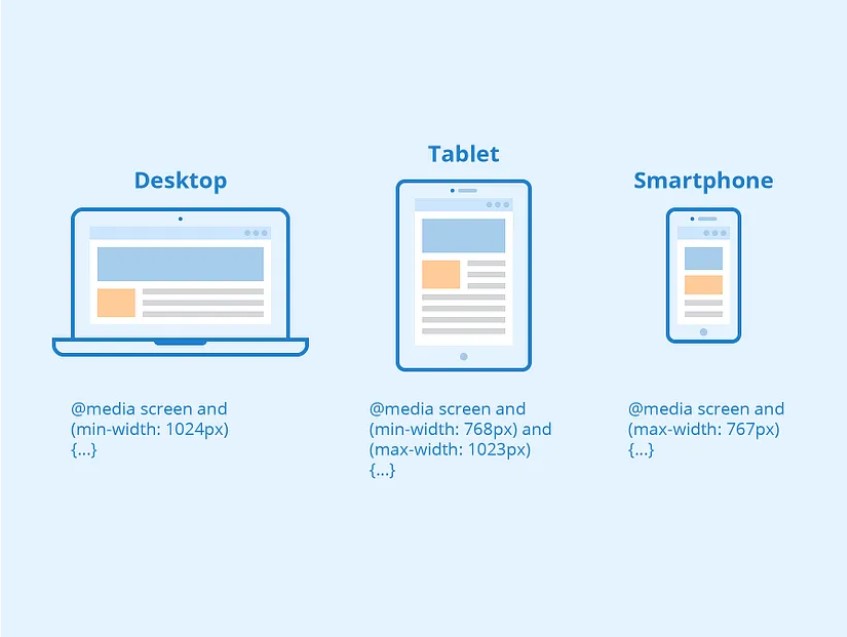 Desktop
@media screen and
(min-width: 1024px)
{...}
Tablet
@media screen and
(min-width: 768px) and
(max-width: 1023px)
{...}
Smartphone
@media screen and
(max-width: 767px)
{...}